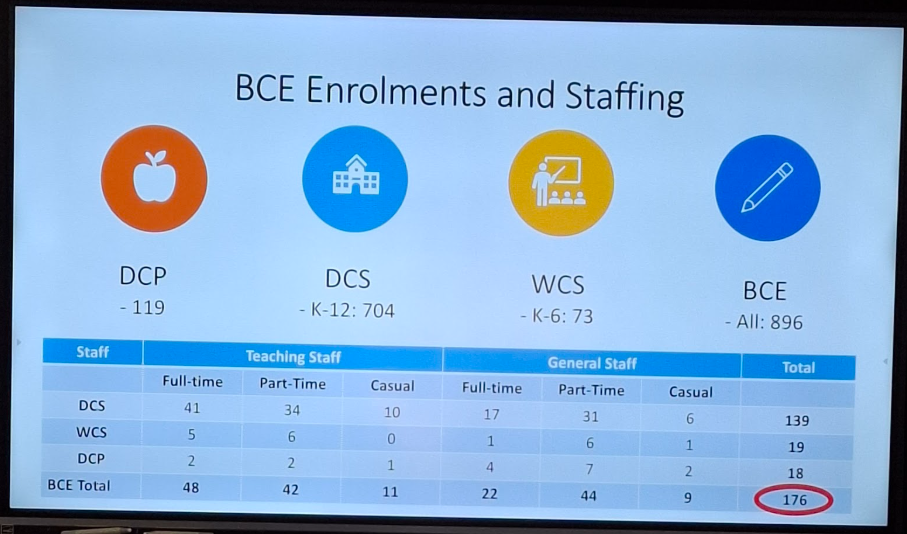 BCE Enrolments and Staffing
DCP
- 119
DCS
- K-12: 704
WCS
- K-6: 73
BCE
- All: 896
Staff Teaching Staff General Staff Total
Full-time Part-Time Casual Full-time Part-Time Casual
DCS 41 34 10 17 31 6 139
WCS 5 6 0 1 6 1 19
DCP 2 2 1 4 7 2 18
BCE Total 48 42 11 22 44 9 176